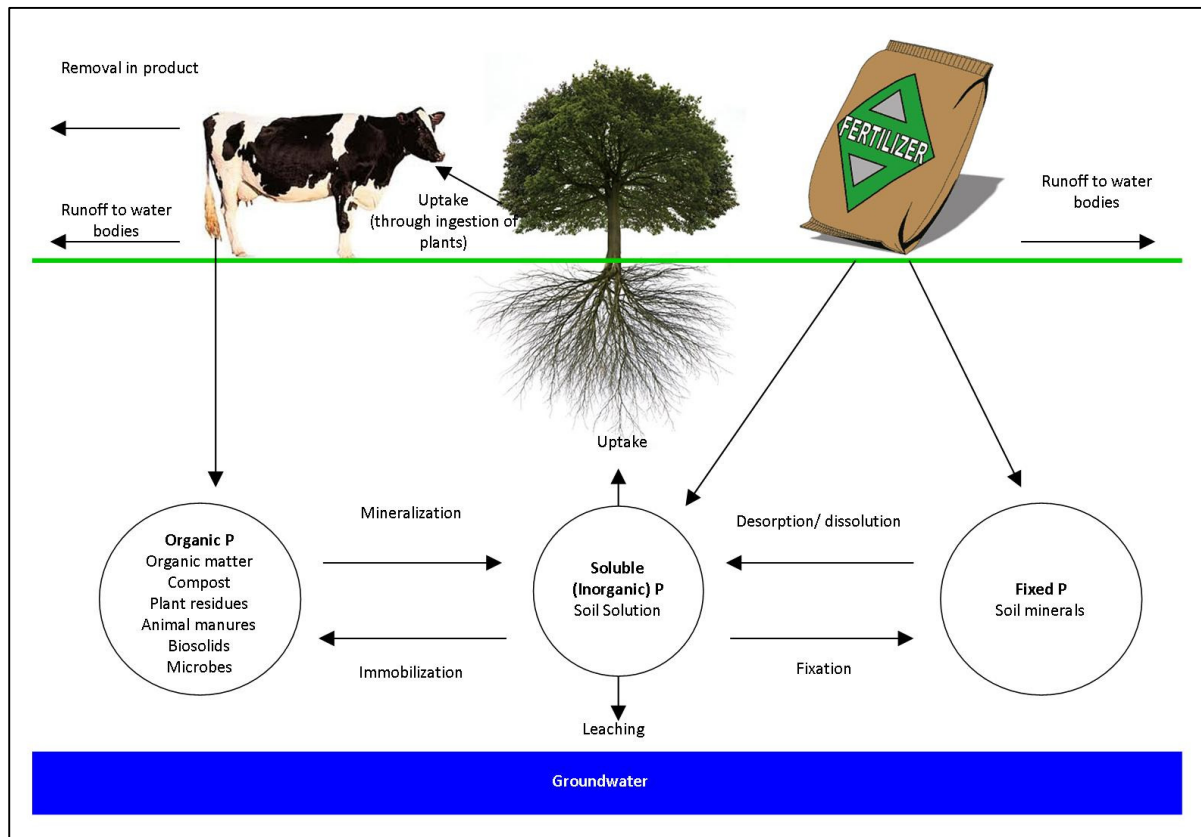 Removal in product
Runoff to water
bodies
Uptake
(through ingestion of
plants)
FERTILIZER
Runoff to water
bodies
Uptake
Mineralization
Desorption/ dissolution
Organic P
Organic matter
Compost
Plant residues
Animal manures
Biosolids
Microbes
Soluble
(Inorganic) P
Soil Solution
Fixed P
Soil minerals
Immobilization
Fixation
Leaching
Groundwater